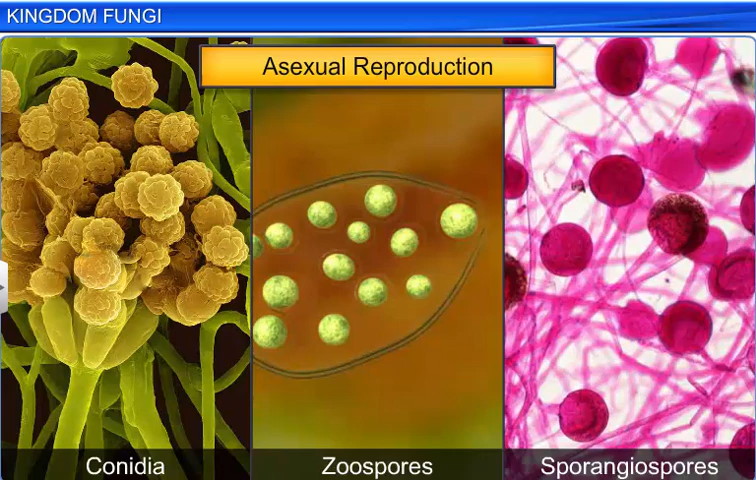 KINGDOM FUNGI
Asexual Reproduction
Conidia
Zoospores
Sporangiospores